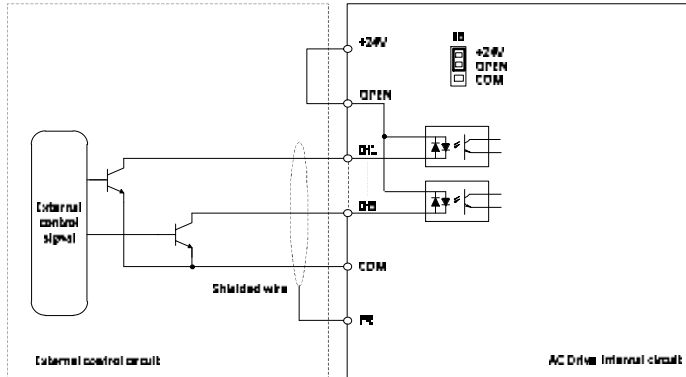 +24V
+24V
OPEN
COM
OPEN
DI1
External
control
signal
COM
Shielded wire
PE
External control circuit
AC Drive internal circuit